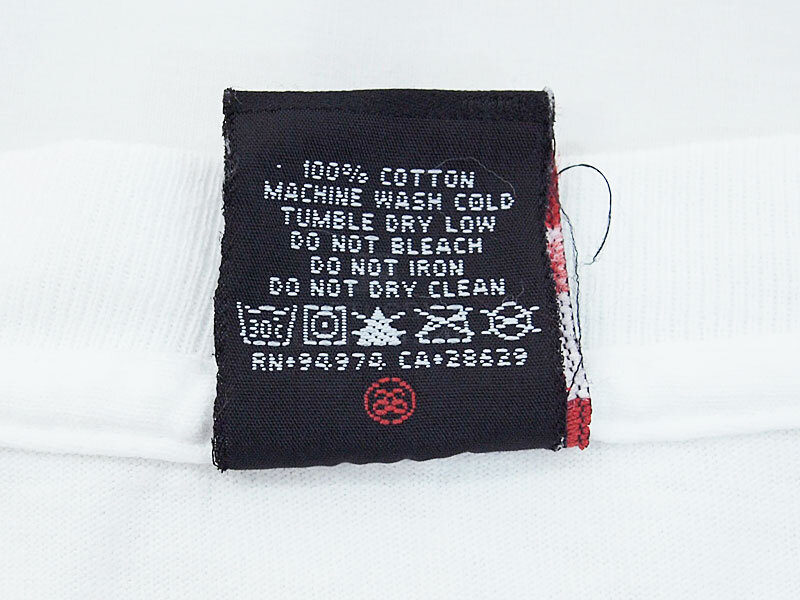 100% COTTON
MACHINE WASH COLD
TUMBLE DRY LOW
DO NOT BLEACH
DO NOT IRON
DO NOT DRY CLEAN
30C
RN♦94974 CA♦28629